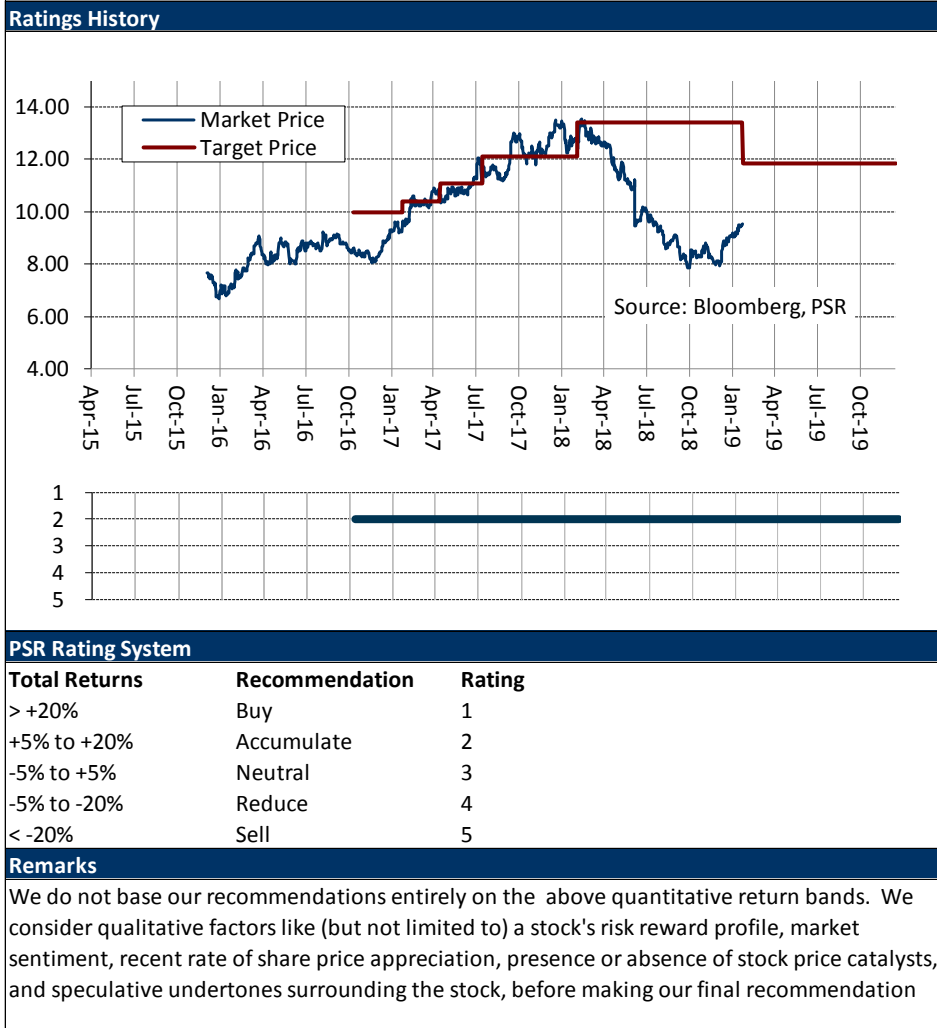 Ratings History
14.00
12.00
10.00
8.00
6.00
4.00
Market Price
Target Price
Source: Bloomberg, PSR
Apr-15
Jul-15
Oct-15
Jan-16
Apr-16
Jul-16
Oct-16
Jan-17
Apr-17
Jul-17
Oct-17
Jan-18
Apr-18
Jul-18
Oct-18
Jan-19
Apr-19
Jul-19
Oct-19
1
2
3
4
5
PSR Rating System
Total Returns Recommendation Rating
> +20% Buy 1
+5% to +20% Accumulate 2
-5% to +5% Neutral 3
-5% to -20% Reduce 4
< -20% Sell 5
Remarks
We do not base our recommendations entirely on the above quantitative return bands. We
consider qualitative factors like (but not limited to) a stock's risk reward profile, market
sentiment, recent rate of share price appreciation, presence or absence of stock price catalysts,
and speculative undertones surrounding the stock, before making our final recommendation